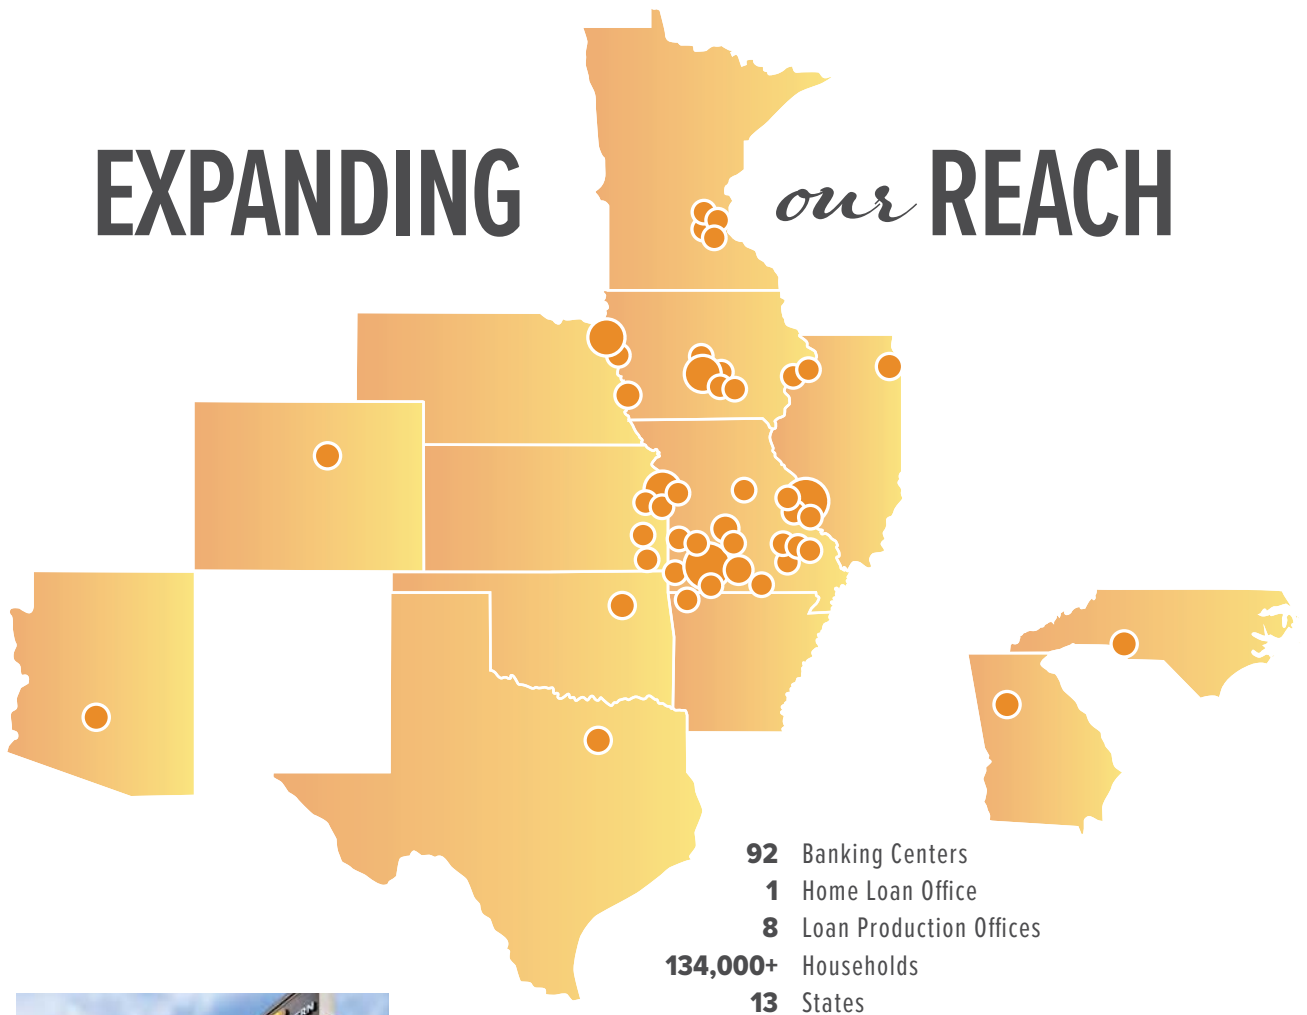 EXPANDING our REACH
92 Banking Centers
1 Home Loan Office
8 Loan Production Offices
134,000+ Households
13 States